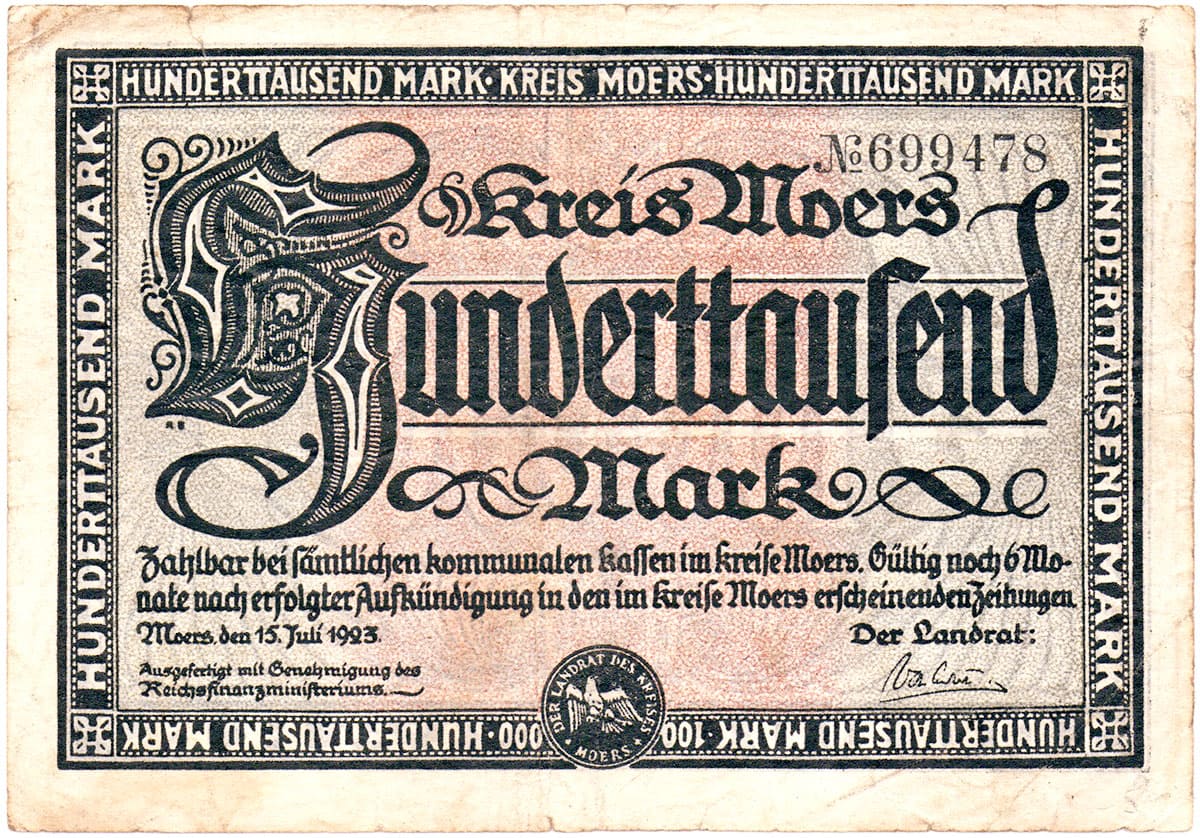 HUNDERTTAUSEND MARK·KREIS MOERS·HUNDERTTAUSEND MARK
HUNDERTTAUSEND MARK
№699478
Kreis Moers
Hunderttausend
Mark
HUNDERTTAUSEND MARK
Zahlbar bei sämtlichen kommunalen Kassen im Kreise Moers. Gültig noch 6 Mo-
nate nach erfolgter Aufkündigung in den im Kreise Moers erscheinenden Zeitungen
Moers, den 15. Juli 1923.
Der Landrat:
Ausgefertigt mit Genehmigung des
Reichsfinanzministeriums.
DER LANDRAT DES KREISES
MOERS
HUNDERTTAUSEND MARK 100 000·HUNDERTTAUSEND MARK